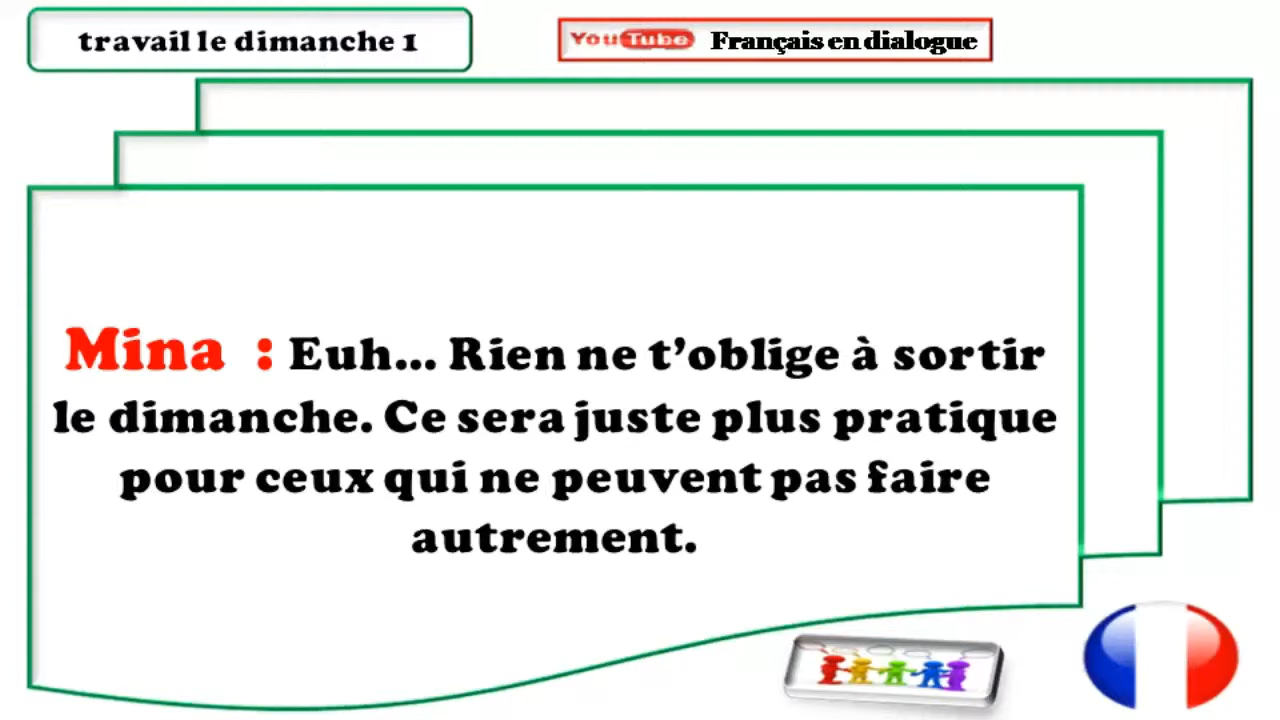 travail le dimanche 1
YouTube Français en dialogue
Mina : Euh... Rien ne t’oblige à sortir
le dimanche. Ce sera juste plus pratique
pour ceux qui ne peuvent pas faire
autrement.